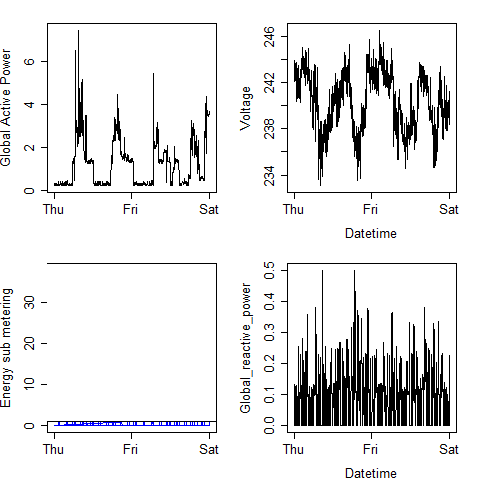 Global Active Power
0 2 4 6
Thu Fri Sat
Voltage
234 238 242 246
Thu Fri Sat
Datetime
Energy sub metering
0 10 20 30
Thu Fri Sat
Global_reactive_power
0.0 0.1 0.2 0.3 0.4 0.5
Thu Fri Sat
Datetime